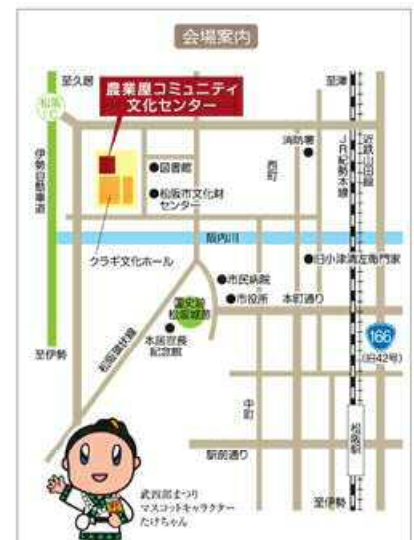 会場案内
至久居
至津
松阪
IC
農業屋コミュニティ
文化センター
消防署
西町
JR紀勢本線
近鉄山田線
伊勢自動車道
図書館
松阪市文化財
センター
阪内川
クラギ文化ホール
旧小津清左衛門家
市民病院
国史跡
松阪城跡
市役所
本町通り
本居宣長
記念館
166
(旧42号)
松阪環状線
至伊勢
中町
松阪駅
駅前通り
武四郎まつり
マスコットキャラクター
たけちゃん
至伊勢